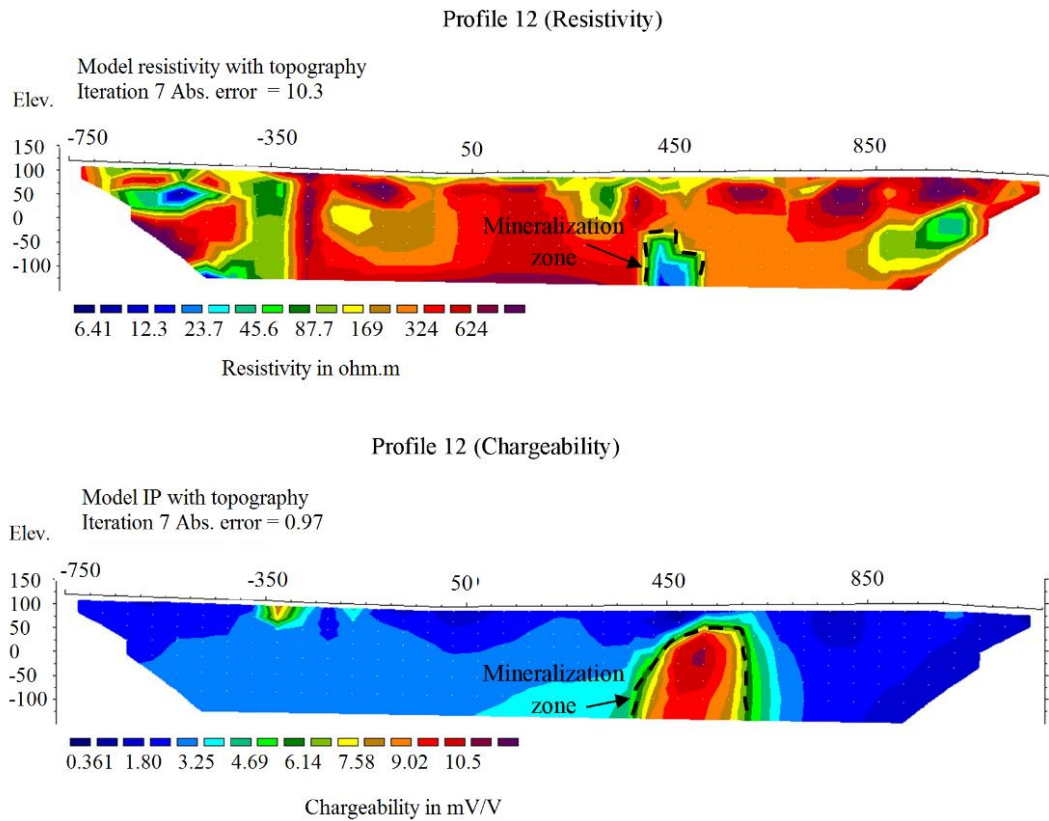 Profile 12 (Resistivity)
Model resistivity with topography
Iteration 7 Abs. error = 10.3
Elev.
-750 -350 50 450 850
150
100
50
0
-50
-100
Mineralization
zone
6.41 12.3 23.7 45.6 87.7 169 324 624
Resistivity in ohm.m
Profile 12 (Chargeability)
Model IP with topography
Iteration 7 Abs. error = 0.97
Elev.
-750 -350 50 450 850
150
100
50
0
-50
-100
Mineralization
zone
0.361 1.80 3.25 4.69 6.14 7.58 9.02 10.5
Chargeability in mV/V